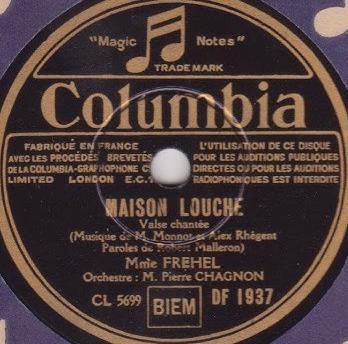 "Magic Notes"
TRADE MARK
Columbia
FABRIQUÉ EN FRANCE
AVEC LES PROCÉDÉS BREVETÉS
DE LA COLUMBIA-GRAPHOPHONE C
LIMITED LONDON E.C.1
L'UTILISATION DE CE DISQUE
POUR LES AUDITIONS PUBLIQUES
DIRECTES OU POUR LES AUDITIONS
RADIOPHONIQUES EST INTERDITE
MAISON LOUCHE
Valse chantée
(Musique de M. Monnot et Alex Rhégent
Paroles de Robert Malleron)
Mme FREHEL
Orchestre : M. Pierre CHAGNON
CL 5699 BIEM DF 1937